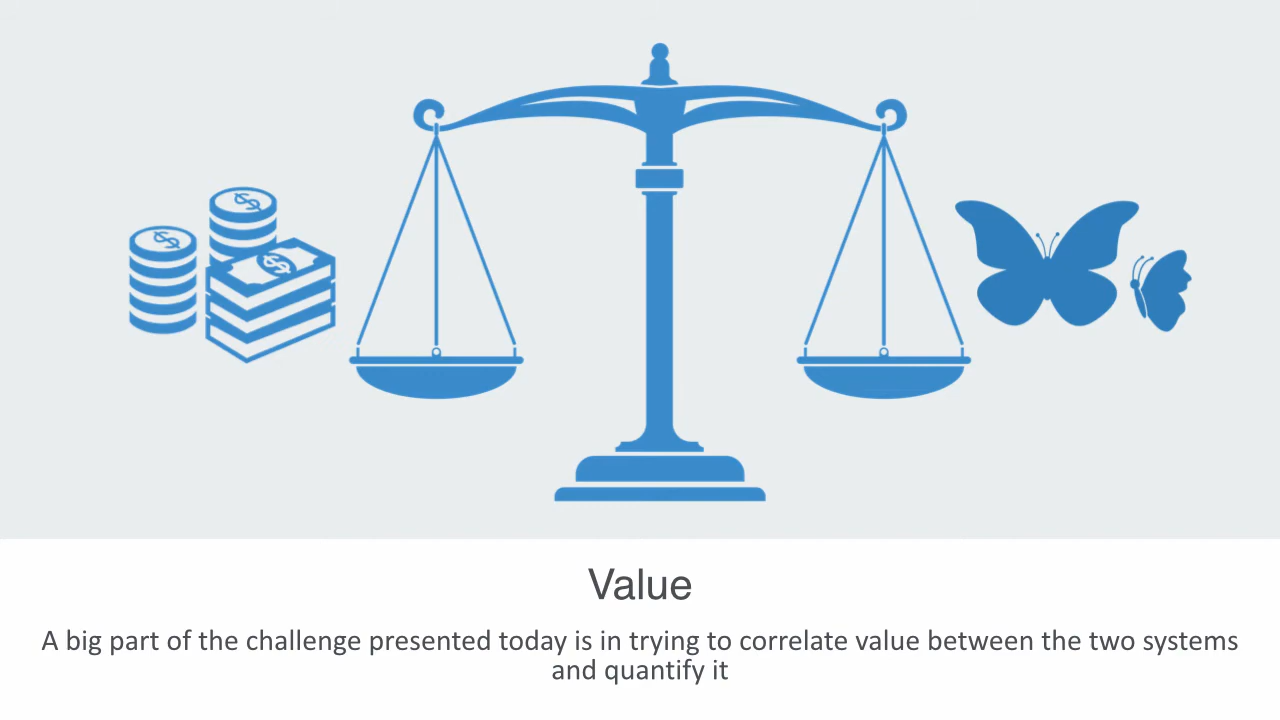 Value
A big part of the challenge presented today is in trying to correlate value between the two systems
and quantify it